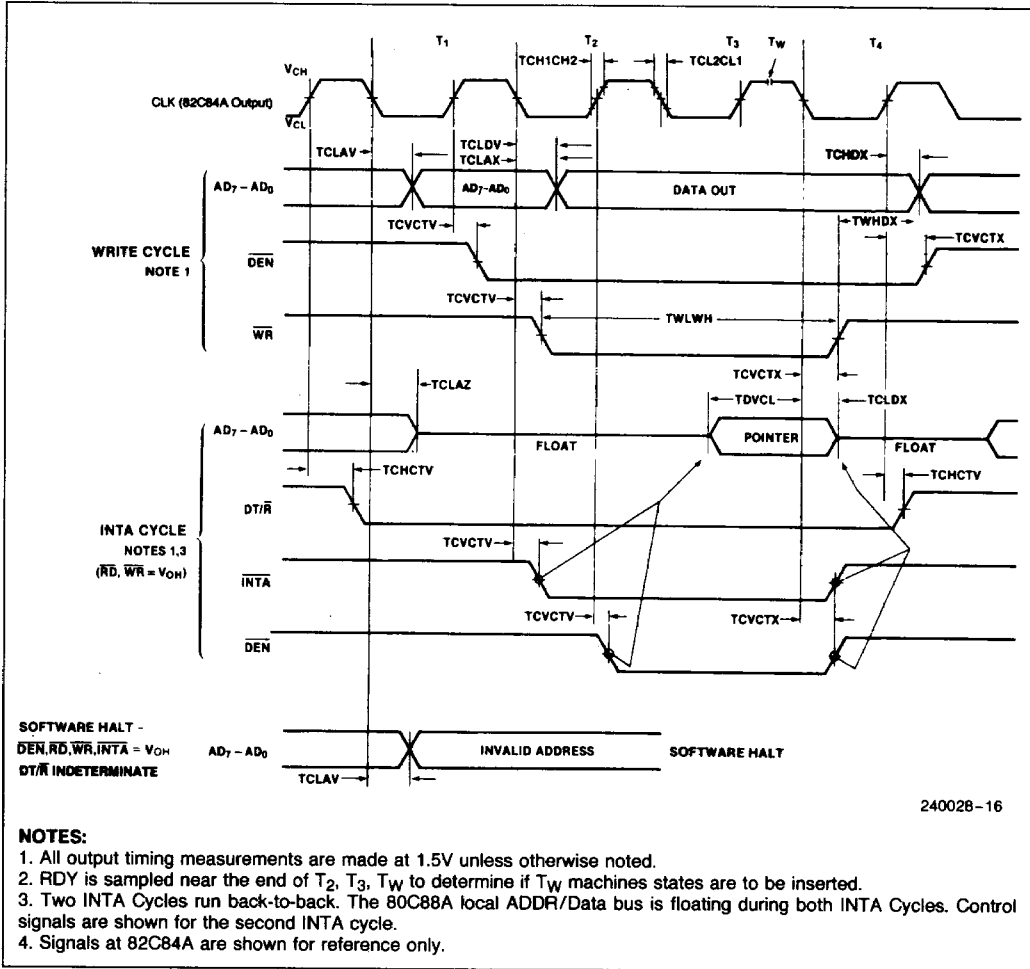 T1 T2 T3 TW T4
TCH1CH2 TCL2CL1
VCH
CLK (82C84A Output)
VCL
TCLAV TCLDV TCHDX
TCLAX
AD7-AD0 AD7-AD0 DATA OUT
TWHDX
TCVCTV TCVCTX
WRITE CYCLE
NOTE 1
DEN
TCVCTV
TWLWH
WR
TCVCTX
TCLAZ TDVCL TCLDX
AD7-AD0 FLOAT POINTER FLOAT
TCHCTV TCHCTV
DT/R
INTA CYCLE
NOTES 1,3
(RD, WR = VOH)
TCVCTV
INTA
TCVCTV TCVCTX
DEN
SOFTWARE HALT -
DEN,RD,WR,INTA = VOH
DT/R INDETERMINATE
AD7-AD0 INVALID ADDRESS SOFTWARE HALT
TCLAV
240028-16
NOTES:
1. All output timing measurements are made at 1.5V unless otherwise noted.
2. RDY is sampled near the end of T2, T3, TW to determine if TW machines states are to be inserted.
3. Two INTA Cycles run back-to-back. The 80C88A local ADDR/Data bus is floating during both INTA Cycles. Control
signals are shown for the second INTA cycle.
4. Signals at 82C84A are shown for reference only.